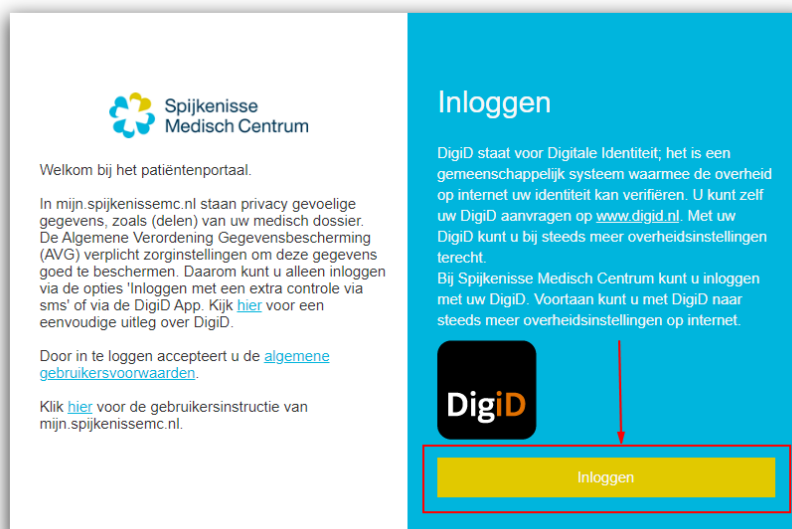 Spijkenisse
Medisch Centrum
Welkom bij het patiëntenportaal.
In mijn.spijkenissemc.nl staan privacy gevoelige
gegevens, zoals (delen) van uw medisch dossier.
De Algemene Verordening Gegevensbescherming
(AVG) verplicht zorginstellingen om deze gegevens
goed te beschermen. Daarom kunt u alleen inloggen
via de opties 'Inloggen met een extra controle via
sms' of via de DigiD App. Kijk hier voor een
eenvoudige uitleg over DigiD.
Door in te loggen accepteert u de algemene
gebruikersvoorwaarden.
Klik hier voor de gebruikersinstructie van
mijn.spijkenissemc.nl.
Inloggen
DigiD staat voor Digitale Identiteit; het is een
gemeenschappelijk systeem waarmee de overheid
op internet uw identiteit kan verifiëren. U kunt zelf
uw DigiD aanvragen op www.digid.nl. Met uw
DigiD kunt u bij steeds meer overheidsinstellingen
terecht.
Bij Spijkenisse Medisch Centrum kunt u inloggen
met uw DigiD. Voortaan kunt u met DigiD naar
steeds meer overheidsinstellingen op internet.
DigiD
Inloggen